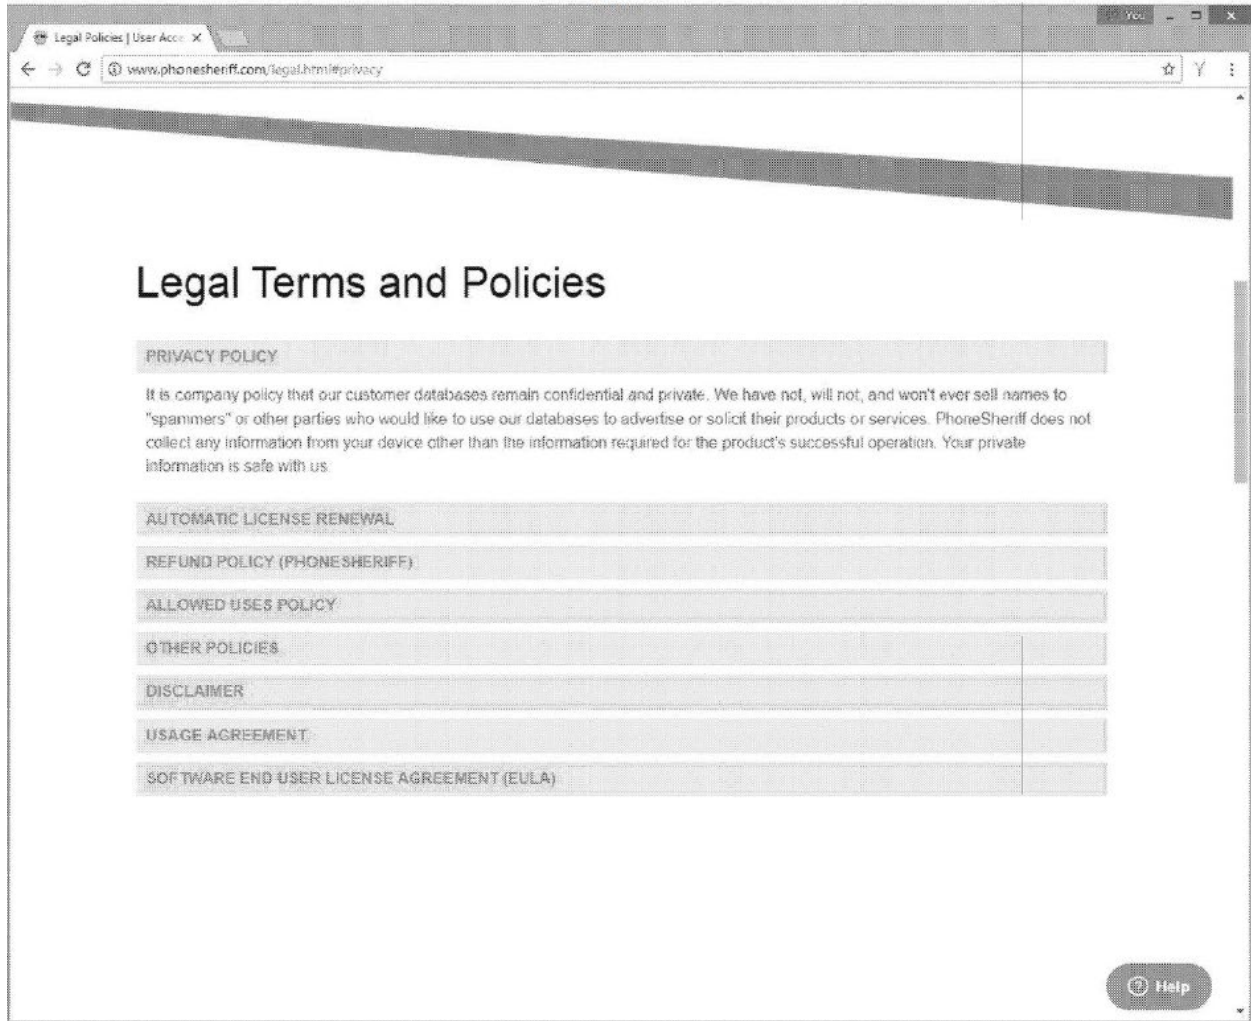 You
Legal Policies | User Acce
www.phonesheriff.com/legal.html#privacy
Legal Terms and Policies
PRIVACY POLICY
It is company policy that our customer databases remain confidential and private. We have not, will not, and won't ever sell names to
"spammers" or other parties who would like to use our databases to advertise or solicit their products or services. PhoneSheriff does not
collect any information from your device other than the information required for the product's successful operation. Your private
information is safe with us.
AUTOMATIC LICENSE RENEWAL
REFUND POLICY (PHONESHERIFF)
ALLOWED USES POLICY
OTHER POLICIES
DISCLAIMER
USAGE AGREEMENT
SOFTWARE END USER LICENSE AGREEMENT (EULA)
Help